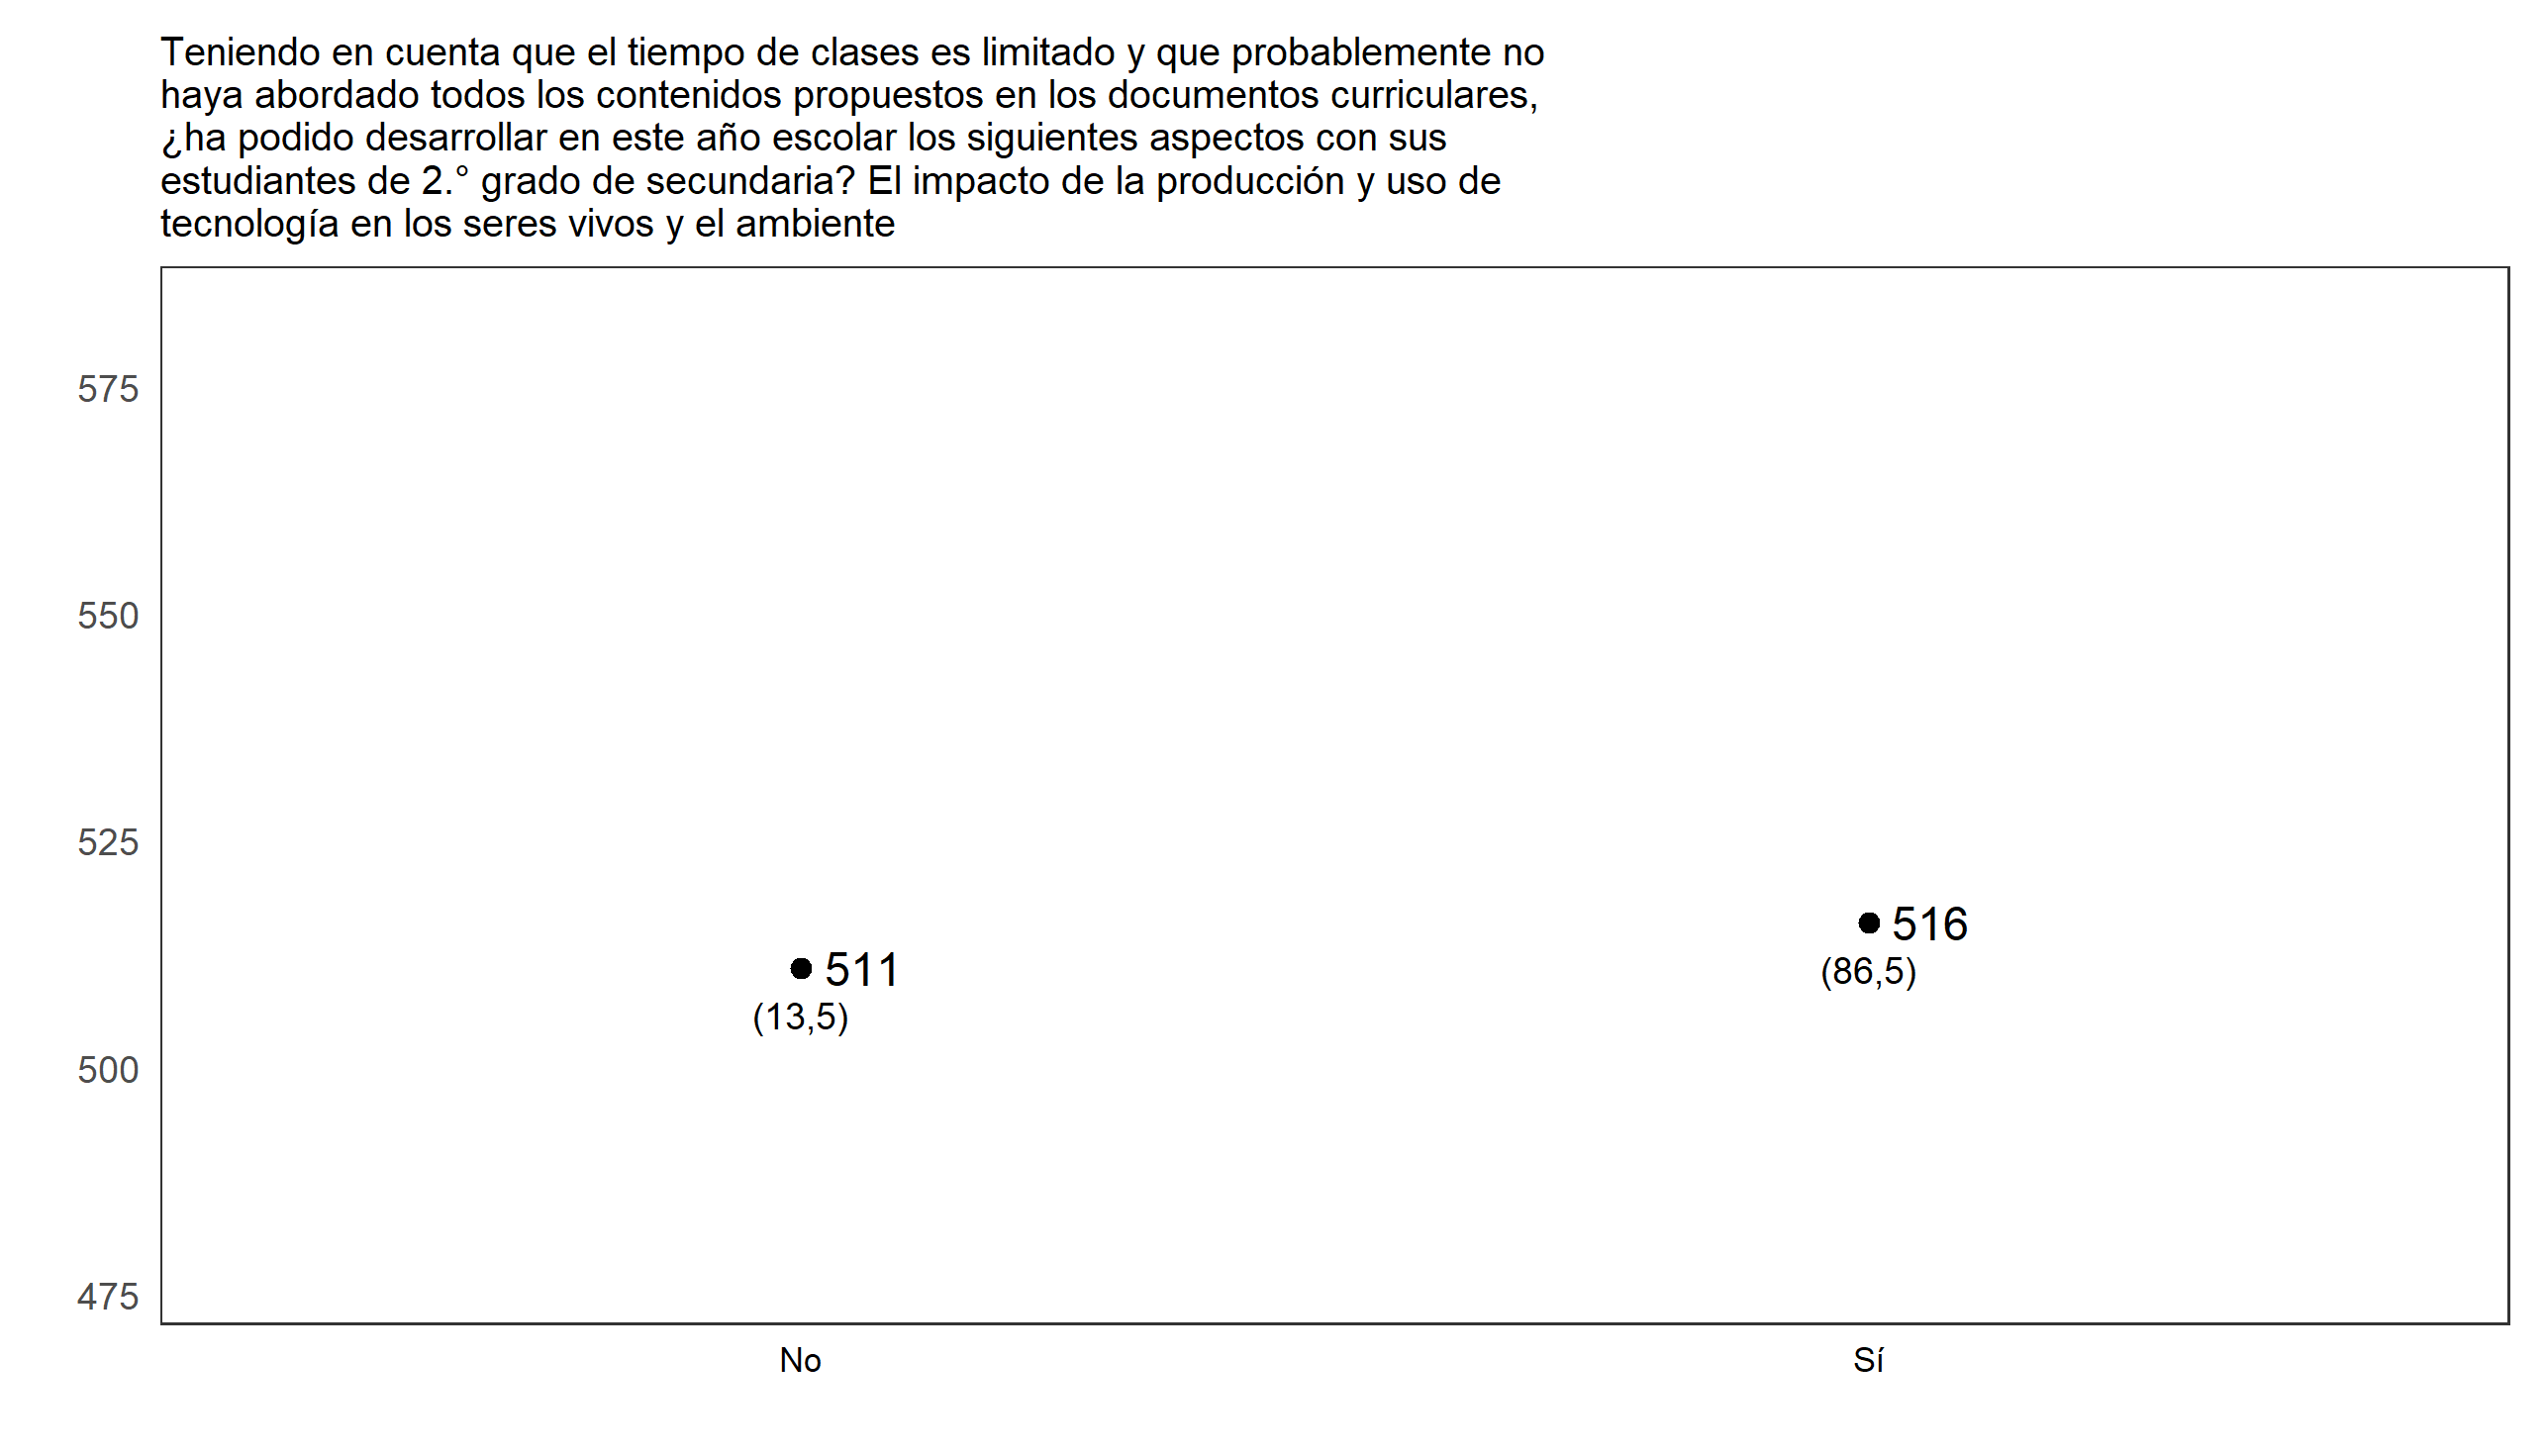 Teniendo en cuenta que el tiempo de clases es limitado y que probablemente no
haya abordado todos los contenidos propuestos en los documentos curriculares,
¿ha podido desarrollar en este año escolar los siguientes aspectos con sus
estudiantes de 2.° grado de secundaria? El impacto de la producción y uso de
tecnología en los seres vivos y el ambiente
575
550
525
516
(86,5)
511
(13,5)
500
475
No
Sí